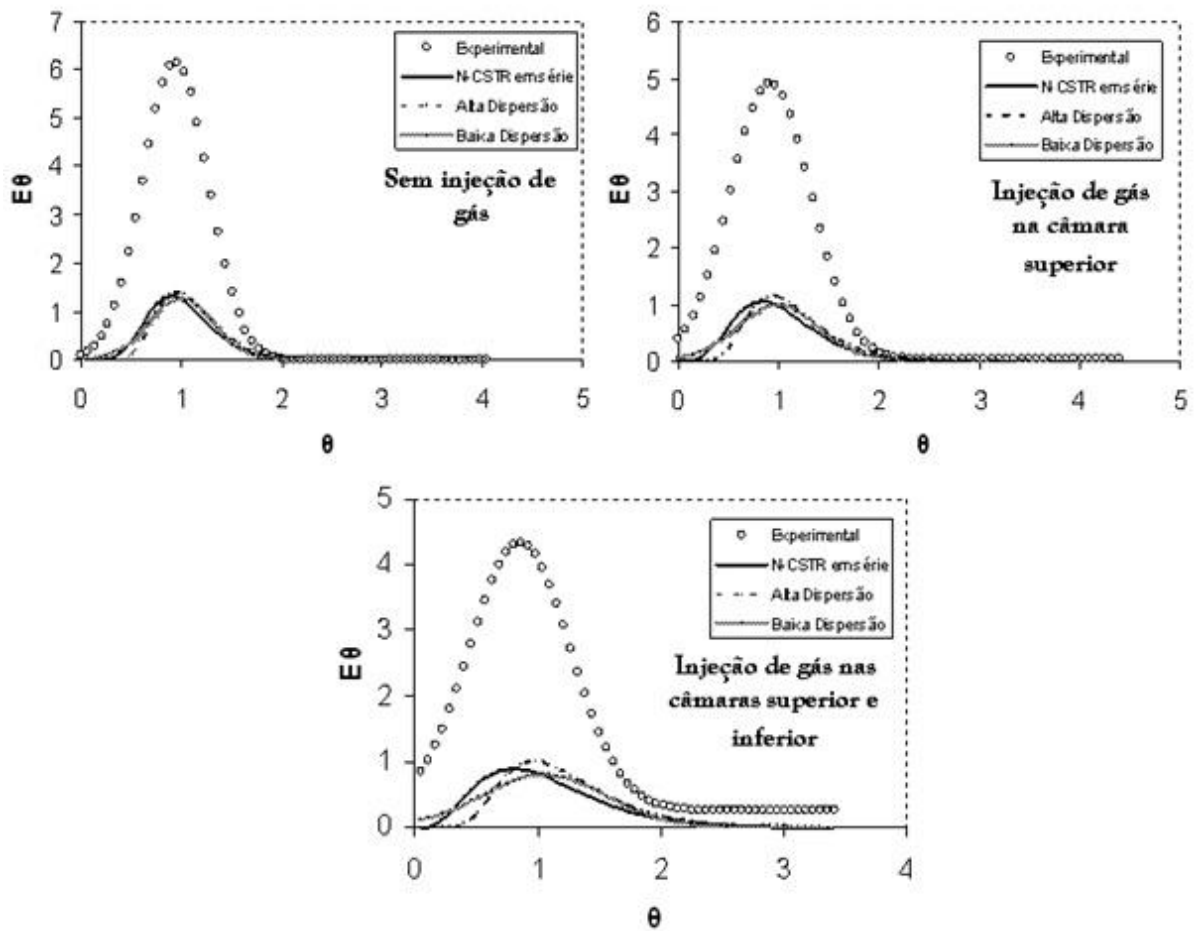 7
6
5
4
3
2
1
0
Eθ
Experimental
N-CSTR em série
Alta Dispersão
Baixa Dispersão
Sem injeção de
gás
0 1 2 3 4 5
θ
6
5
4
3
2
1
0
Eθ
Experimental
N-CSTR em série
Alta Dispersão
Baixa Dispersão
Injeção de gás
na câmara
superior
0 1 2 3 4 5
θ
5
4
3
2
1
0
Eθ
Experimental
N-CSTR em série
Alta Dispersão
Baixa Dispersão
Injeção de gás nas
câmaras superior e
inferior
0 1 2 3 4
θ